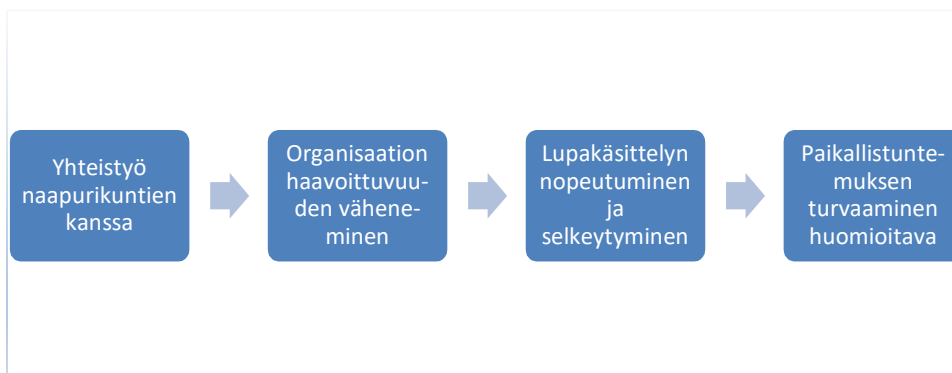 Yhteistyö
naapurikuntien
kanssa
Organisaation
haavoittuvuu-
den vähene-
minen
Lupakäsittelyn
nopeutuminen
ja
selkeytyminen
Paikallistunte-
muksen
turvaaminen
huomioitava